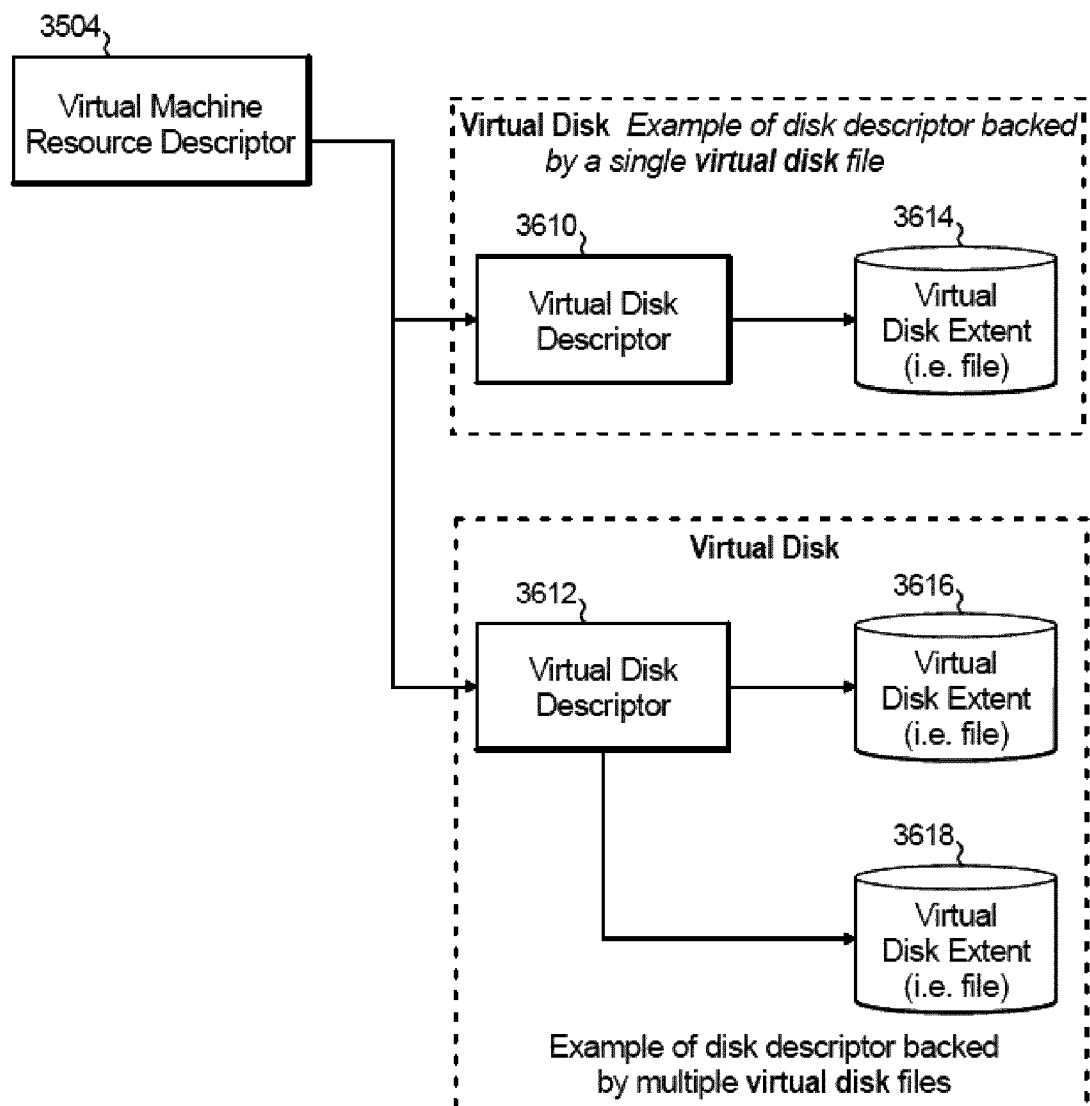 3504
Virtual Machine
Resource Descriptor
Virtual Disk Example of disk descriptor backed
by a single virtual disk file
3610
Virtual Disk
Descriptor
3614
Virtual
Disk Extent
(i.e. file)
Virtual Disk
3612
Virtual Disk
Descriptor
3616
Virtual
Disk Extent
(i.e. file)
3618
Virtual
Disk Extent
(i.e. file)
Example of disk descriptor backed
by multiple virtual disk files